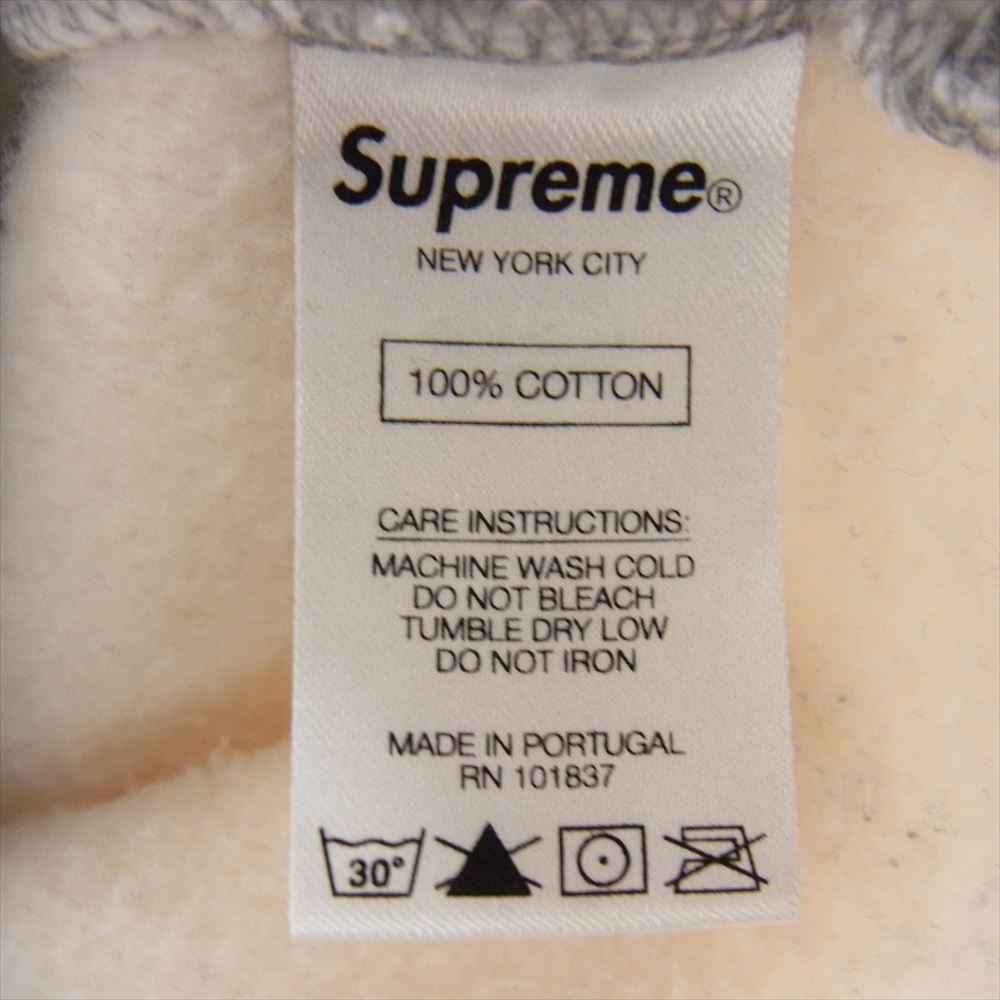 Supreme®
NEW YORK CITY
100% COTTON
CARE INSTRUCTIONS:
MACHINE WASH COLD
DO NOT BLEACH
TUMBLE DRY LOW
DO NOT IRON
MADE IN PORTUGAL
RN 101837
30°